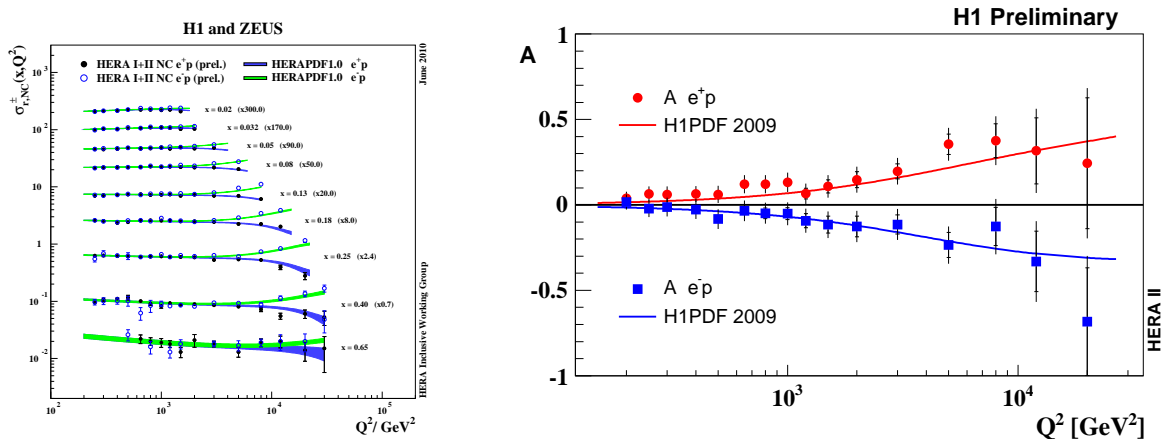 H1 and ZEUS
HERA I+II NC e⁺p (prel.)
HERA I+II NC e⁻p (prel.)
HERAPDF1.0 e⁺p
HERAPDF1.0 e⁻p
x = 0.02 (x300.0)
x = 0.032 (x170.0)
x = 0.05 (x90.0)
x = 0.08 (x50.0)
x = 0.13 (x20.0)
x = 0.18 (x8.0)
x = 0.25 (x2.4)
x = 0.40 (x0.7)
x = 0.65
σ±r,NC(x,Q²)
10³
10²
10
1
10⁻¹
10⁻²
10² 10³ 10⁴ 10⁵
Q²/ GeV²
June 2010
HERA Inclusive Working Group
H1 Preliminary
A
A e⁺p
H1PDF 2009
A e⁻p
H1PDF 2009
1
0.5
0
-0.5
-1
10³ 10⁴
Q² [GeV²]
HERA II